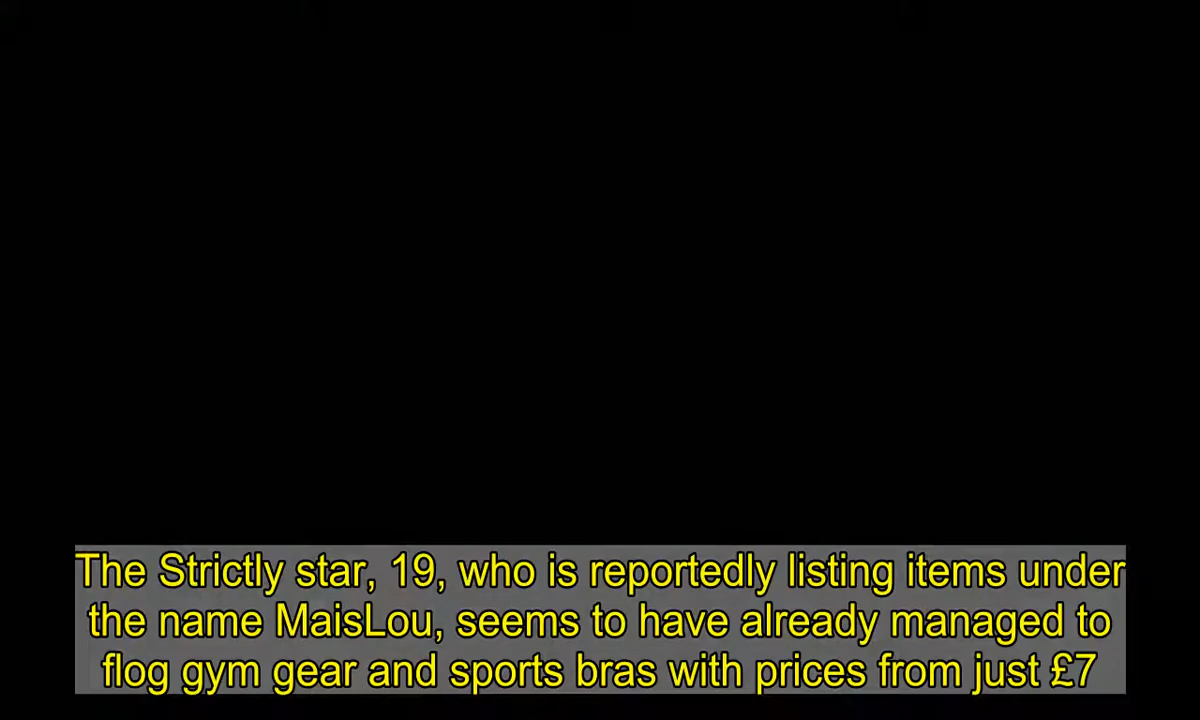 The Strictly star, 19, who is reportedly listing items under
the name MaisLou, seems to have already managed to
flog gym gear and sports bras with prices from just £7